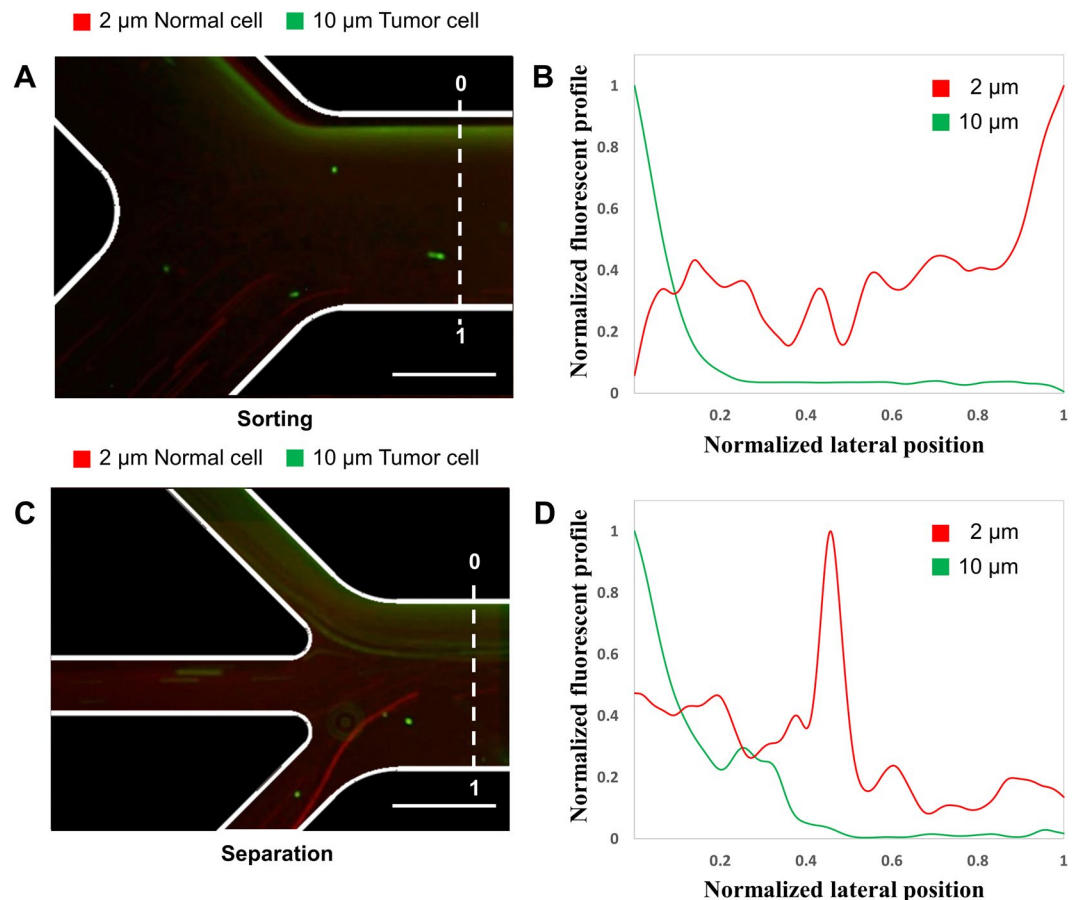 2 µm Normal cell 10 µm Tumor cell
A
0
1
Sorting
B
Normalized fluorescent profile
1
0.8
0.6
0.4
0.2
0
2 µm
10 µm
0.2 0.4 0.6 0.8 1
Normalized lateral position
2 µm Normal cell 10 µm Tumor cell
C
0
1
Separation
D
Normalized fluorescent profile
1
0.8
0.6
0.4
0.2
0
2 µm
10 µm
0.2 0.4 0.6 0.8 1
Normalized lateral position